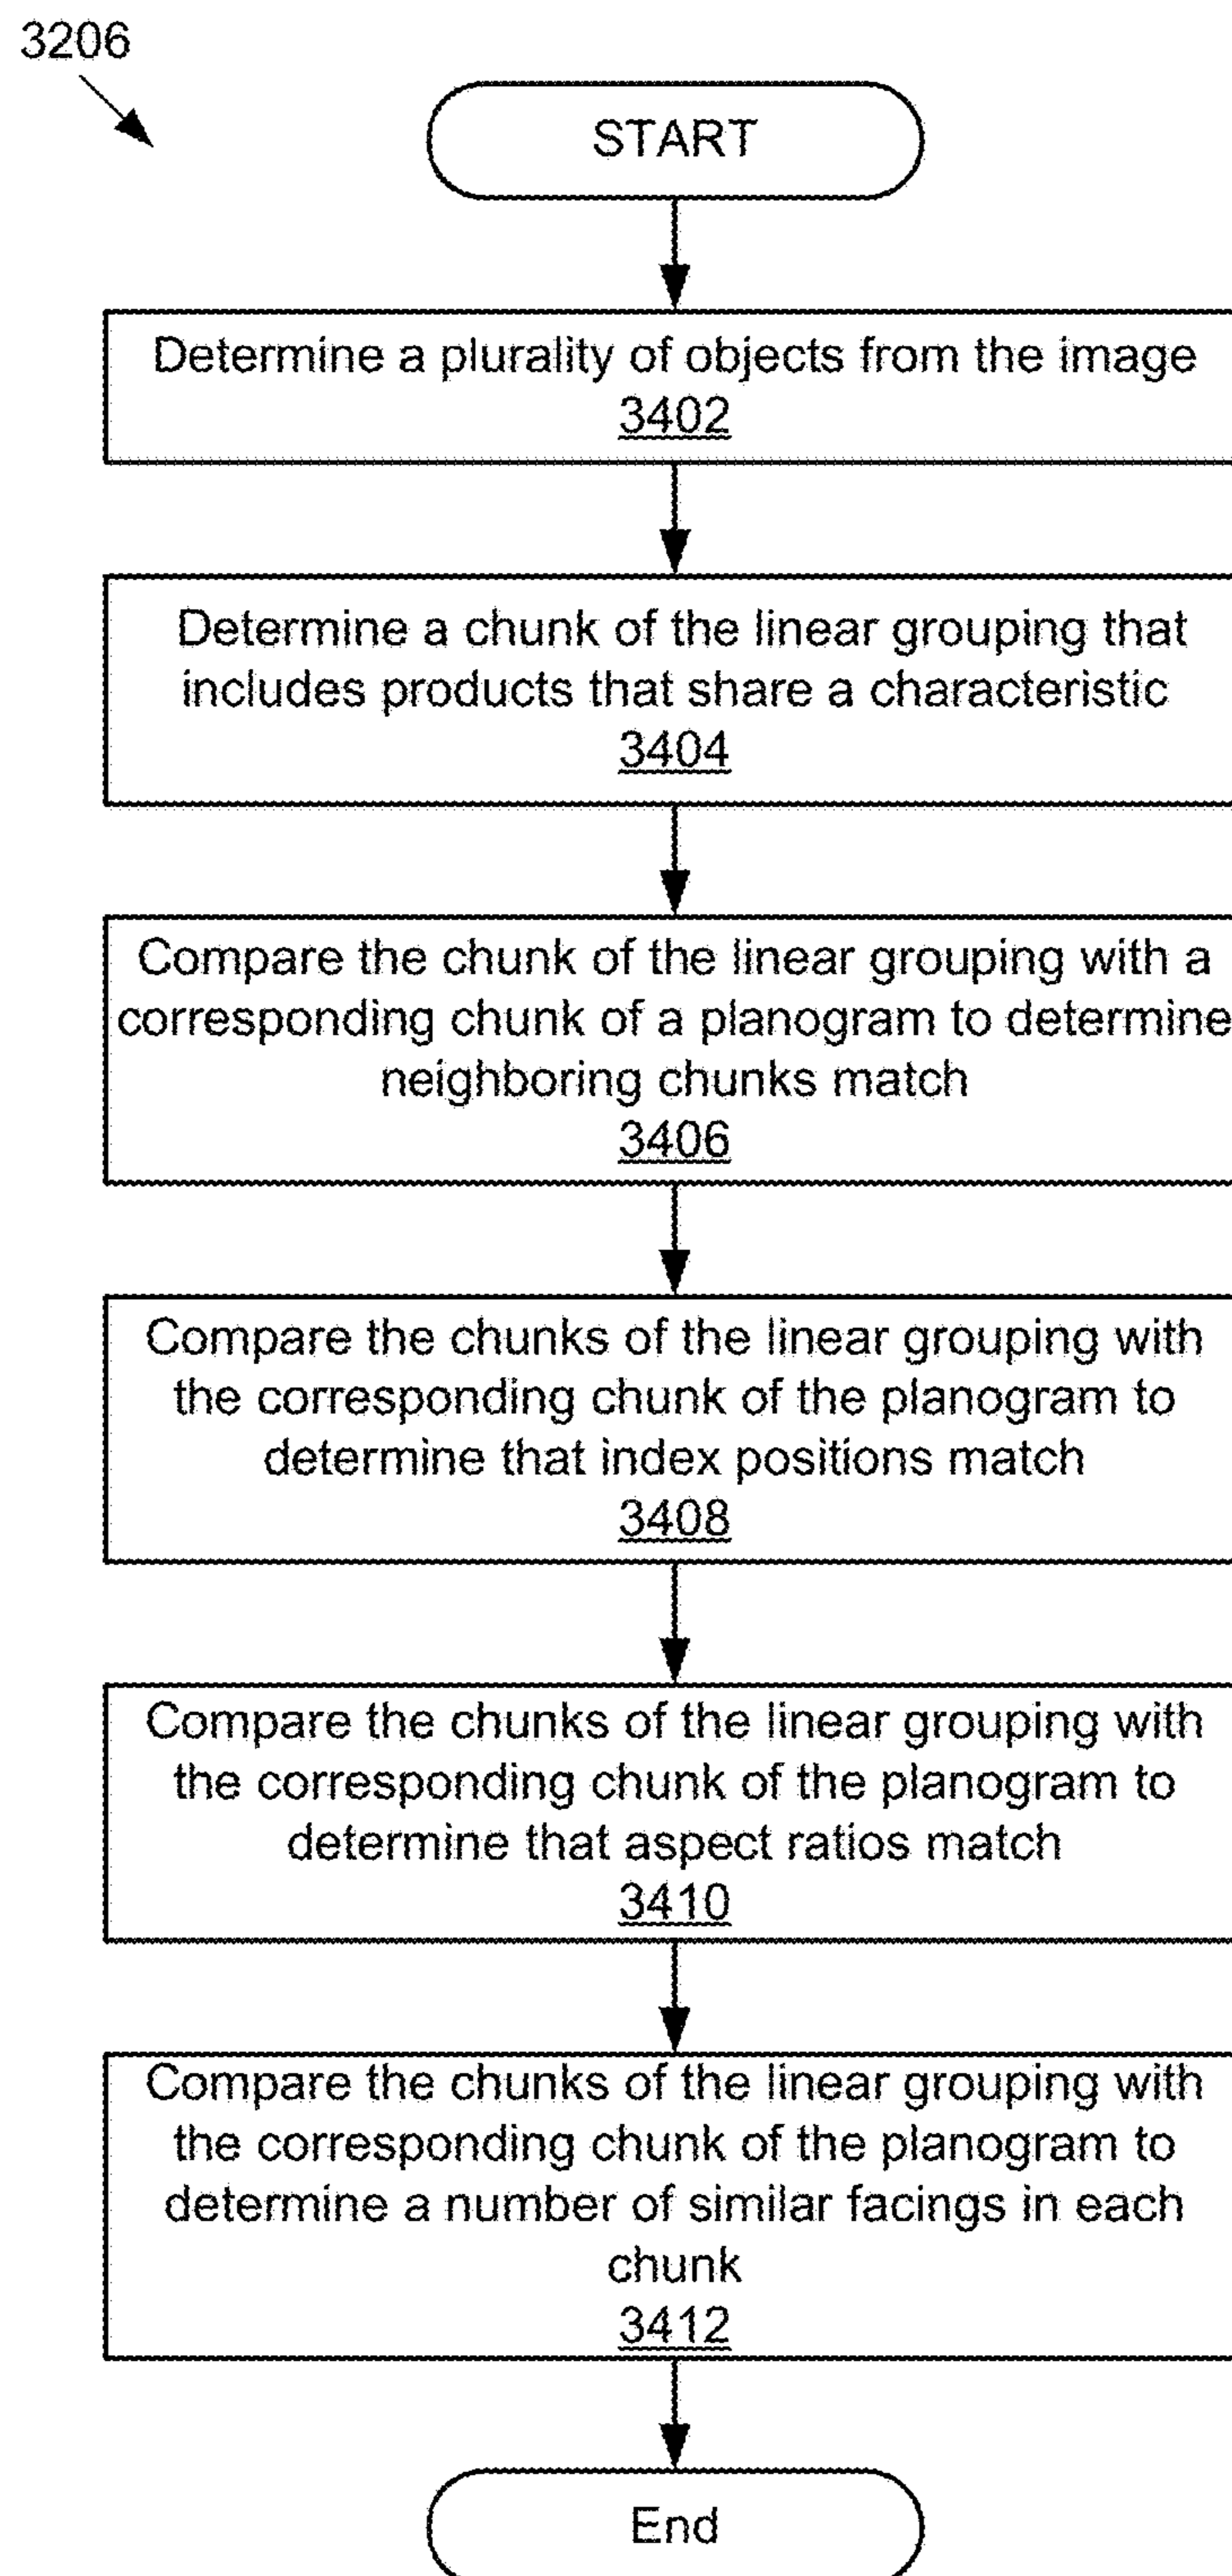 3206
START
Determine a plurality of objects from the image
3402
Determine a chunk of the linear grouping that
includes products that share a characteristic
3404
Compare the chunk of the linear grouping with a
corresponding chunk of a planogram to determine
neighboring chunks match
3406
Compare the chunks of the linear grouping with
the corresponding chunk of the planogram to
determine that index positions match
3408
Compare the chunks of the linear grouping with
the corresponding chunk of the planogram to
determine that aspect ratios match
3410
Compare the chunks of the linear grouping with
the corresponding chunk of the planogram to
determine a number of similar facings in each
chunk
3412
End